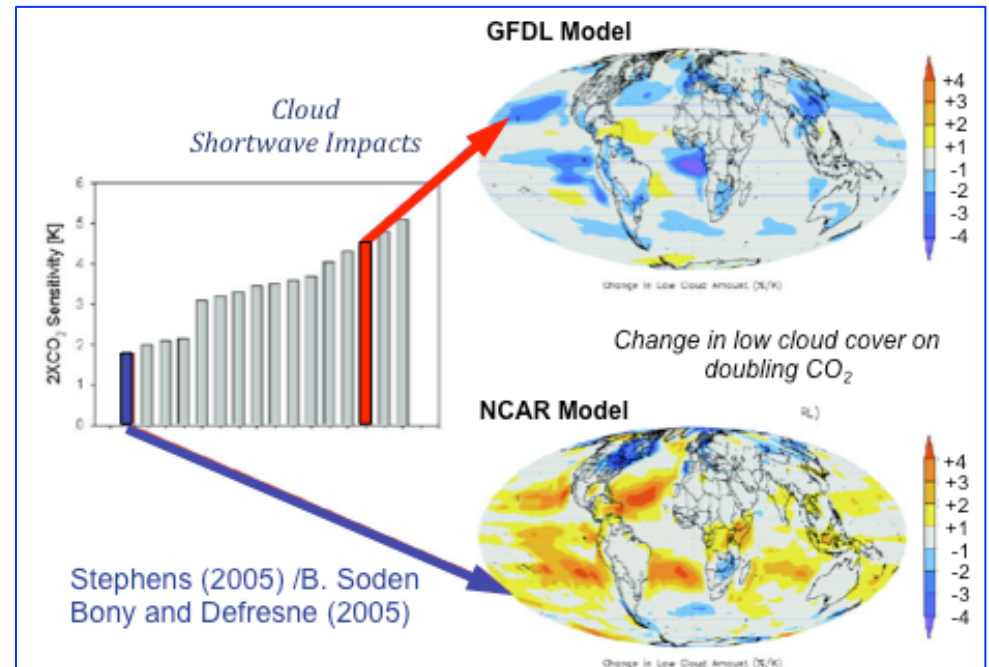 GFDL Model
Cloud
Shortwave Impacts
+4
+3
+2
+1
-1
-2
-3
-4
6
5
4
3
2
1
0
2XCO2 Sensitivity [K]
Change in Low Cloud Amount (%/K)
Change in low cloud cover on
doubling CO2
NCAR Model
RL)
+4
+3
+2
+1
-1
-2
-3
-4
Stephens (2005) /B. Soden
Bony and Defresne (2005)
Change in Low Cloud Amount (%/K)